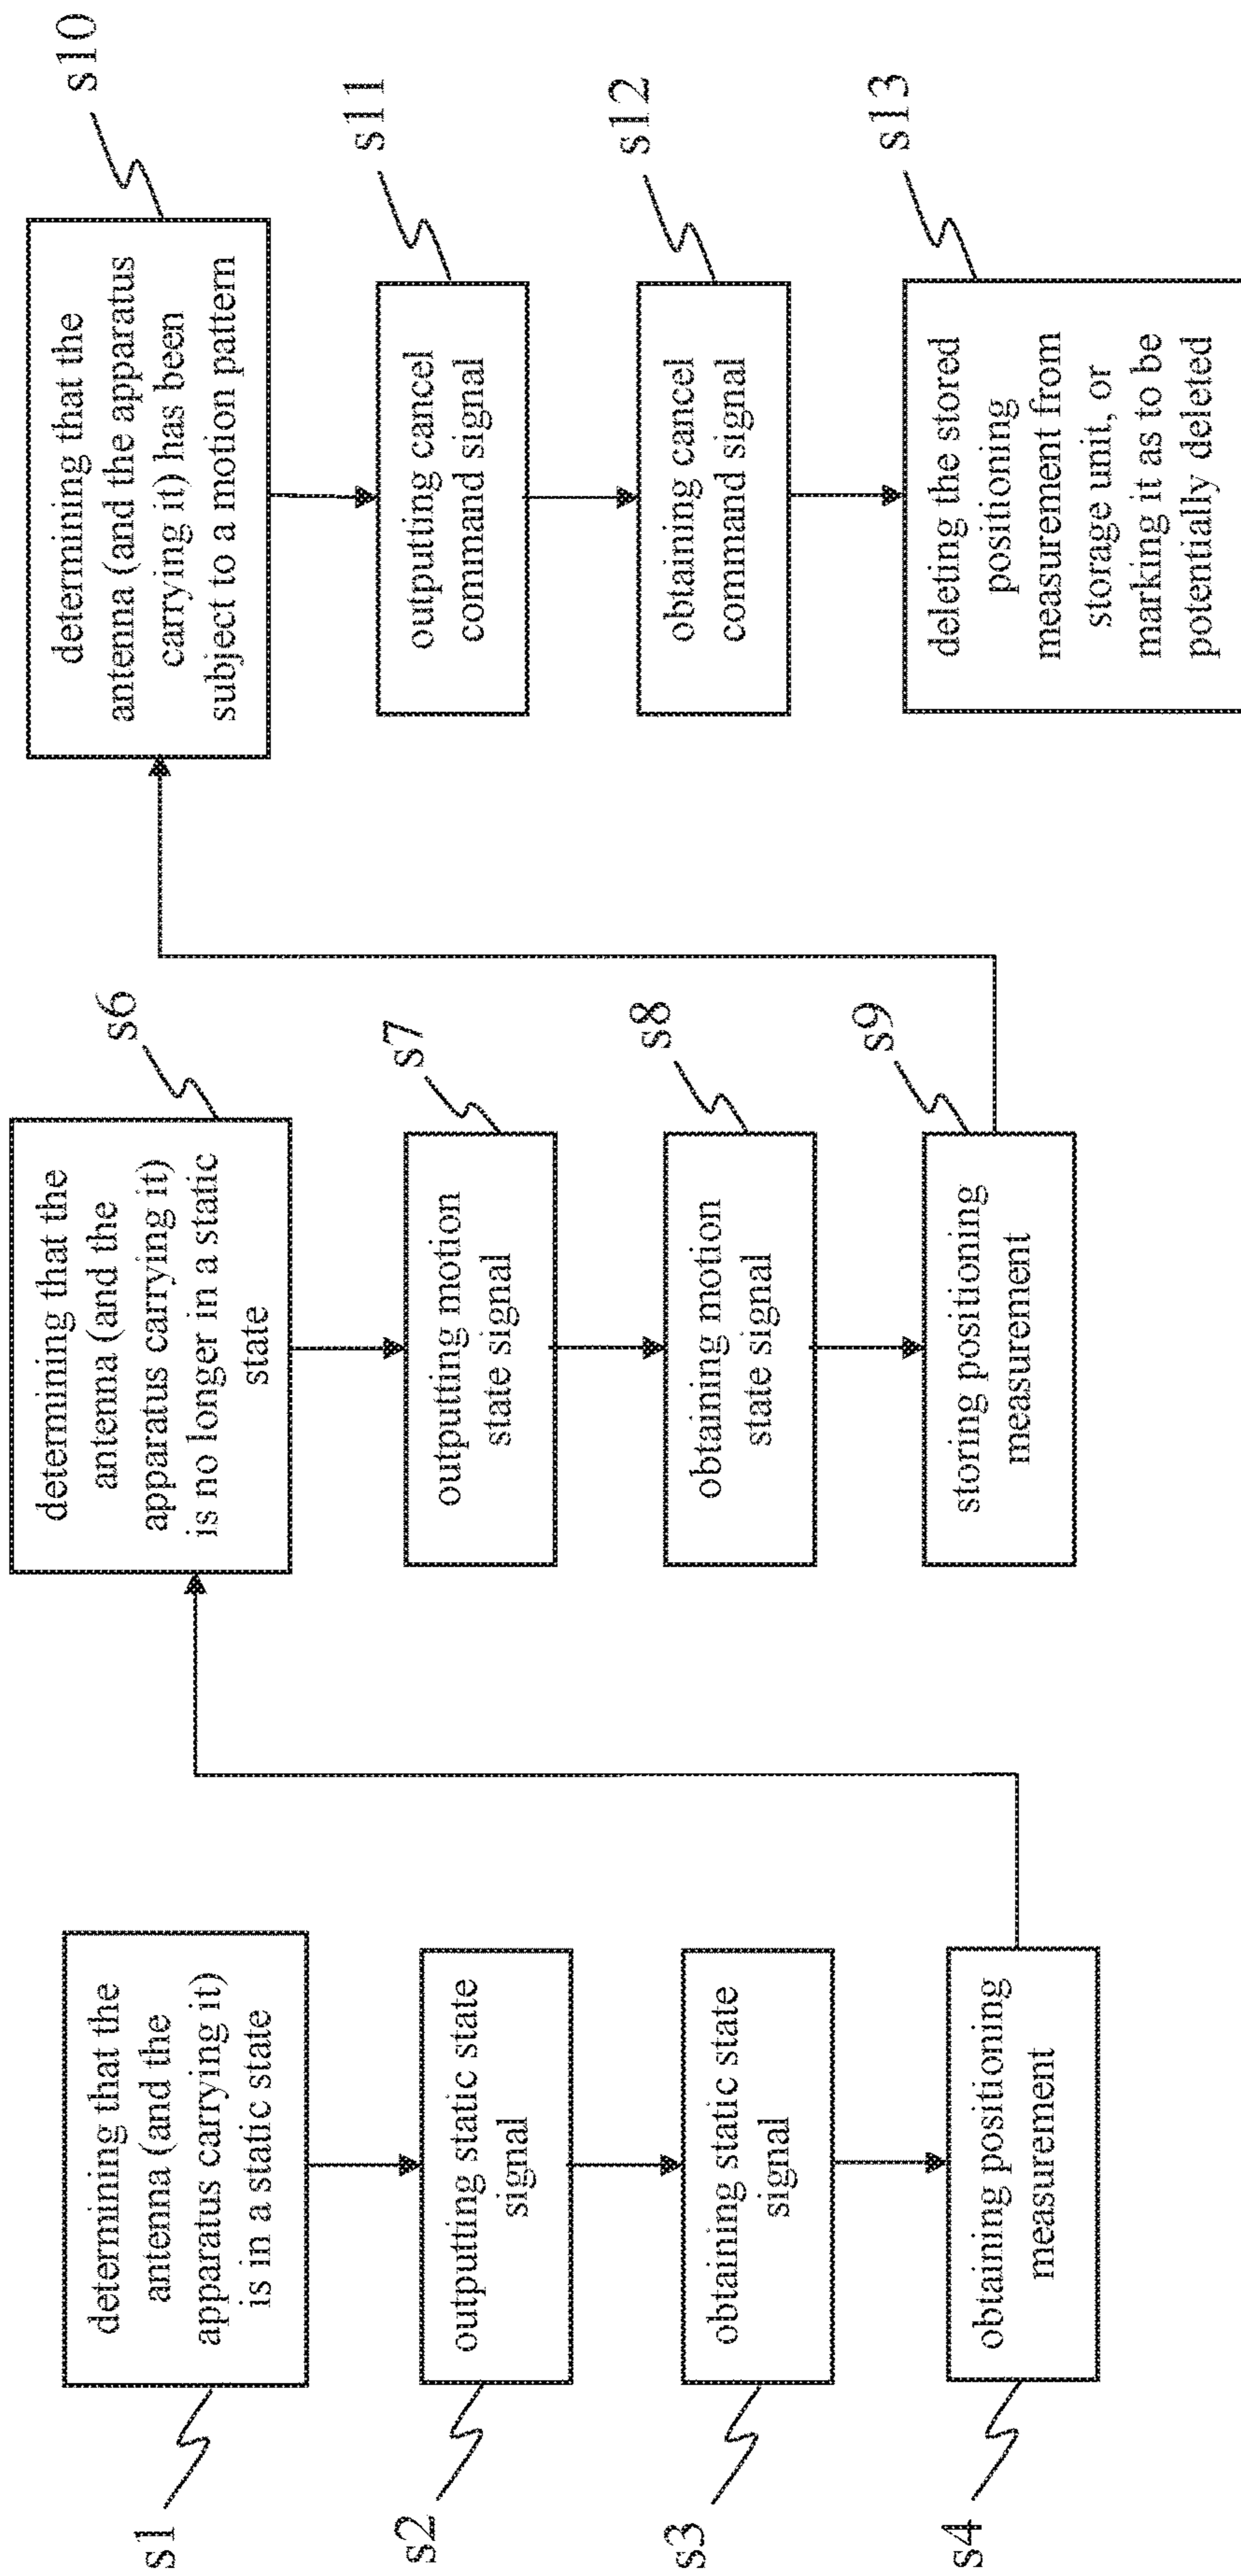 s1
determining that the
antenna (and the
apparatus carrying it)
is in a static state
s2
outputting static state
signal
s3
obtaining static state
signal
s4
obtaining positioning
measurement
determining that the
antenna (and the
apparatus carrying it)
is no longer in a static
state
s6
outputting motion
state signal
s7
obtaining motion
state signal
s8
storing positioning
measurement
s9
determining that the
antenna (and the apparatus
carrying it) has been
subject to a motion pattern
s10
outputting cancel
command signal
s11
obtaining cancel
command signal
s12
deleting the stored
positioning
measurement from
storage unit, or
marking it as to be
potentially deleted
s13